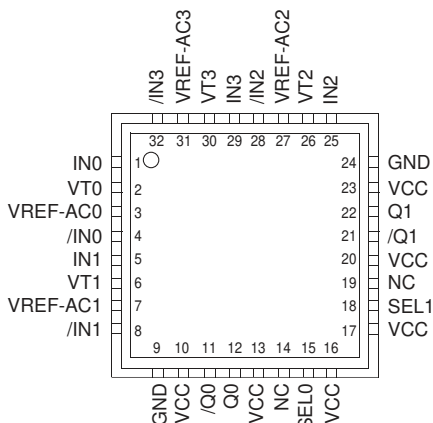 /IN3
VREF-AC3
VT3
IN3
/IN2
VREF-AC2
VT2
IN2
32 31 30 29 28 27 26 25
IN0 1 24 GND
VT0 2 23 VCC
VREF-AC0 3 22 Q1
/IN0 4 21 /Q1
IN1 5 20 VCC
VT1 6 19 NC
VREF-AC1 7 18 SEL1
/IN1 8 17 VCC
9 10 11 12 13 14 15 16
GND
VCC
/Q0
Q0
VCC
NC
SEL0
VCC